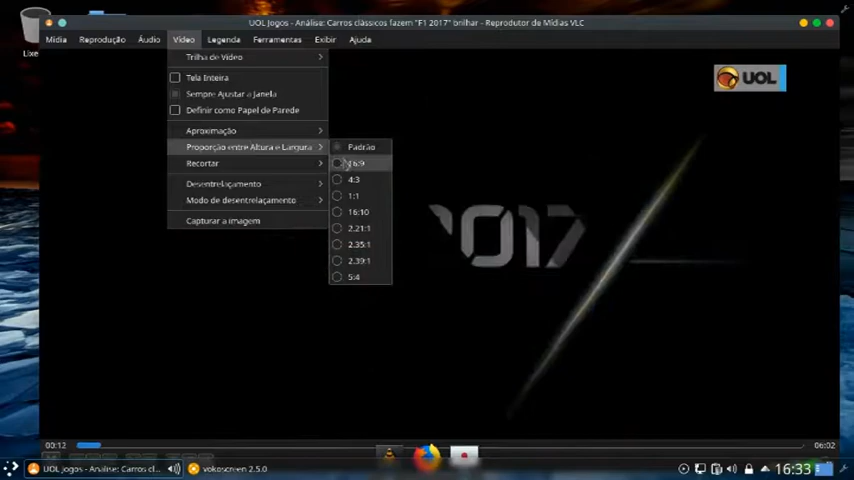 UOL Jogos - Análise: Carros clássicos fazem "F1 2017" brilhar - Reprodutor de Mídias VLC
Lixe
Mídia Reprodução Áudio Vídeo Legenda Ferramentas Exibir Ajuda
Trilha de Vídeo
Tela Inteira
Sempre Ajustar a Janela
Definir como Papel de Parede
Aproximação
Proporção entre Altura e Largura
Recortar
Desentrelaçamento
Modo de desentrelaçamento
Capturar a imagem
Padrão
16:9
4:3
1:1
16:10
2.21:1
2.35:1
2.39:1
5:4
UOL
2017
00:12
06:02
UOL Jogos - Análise: Carros cl...
vokoscreen 2.5.0
16:33